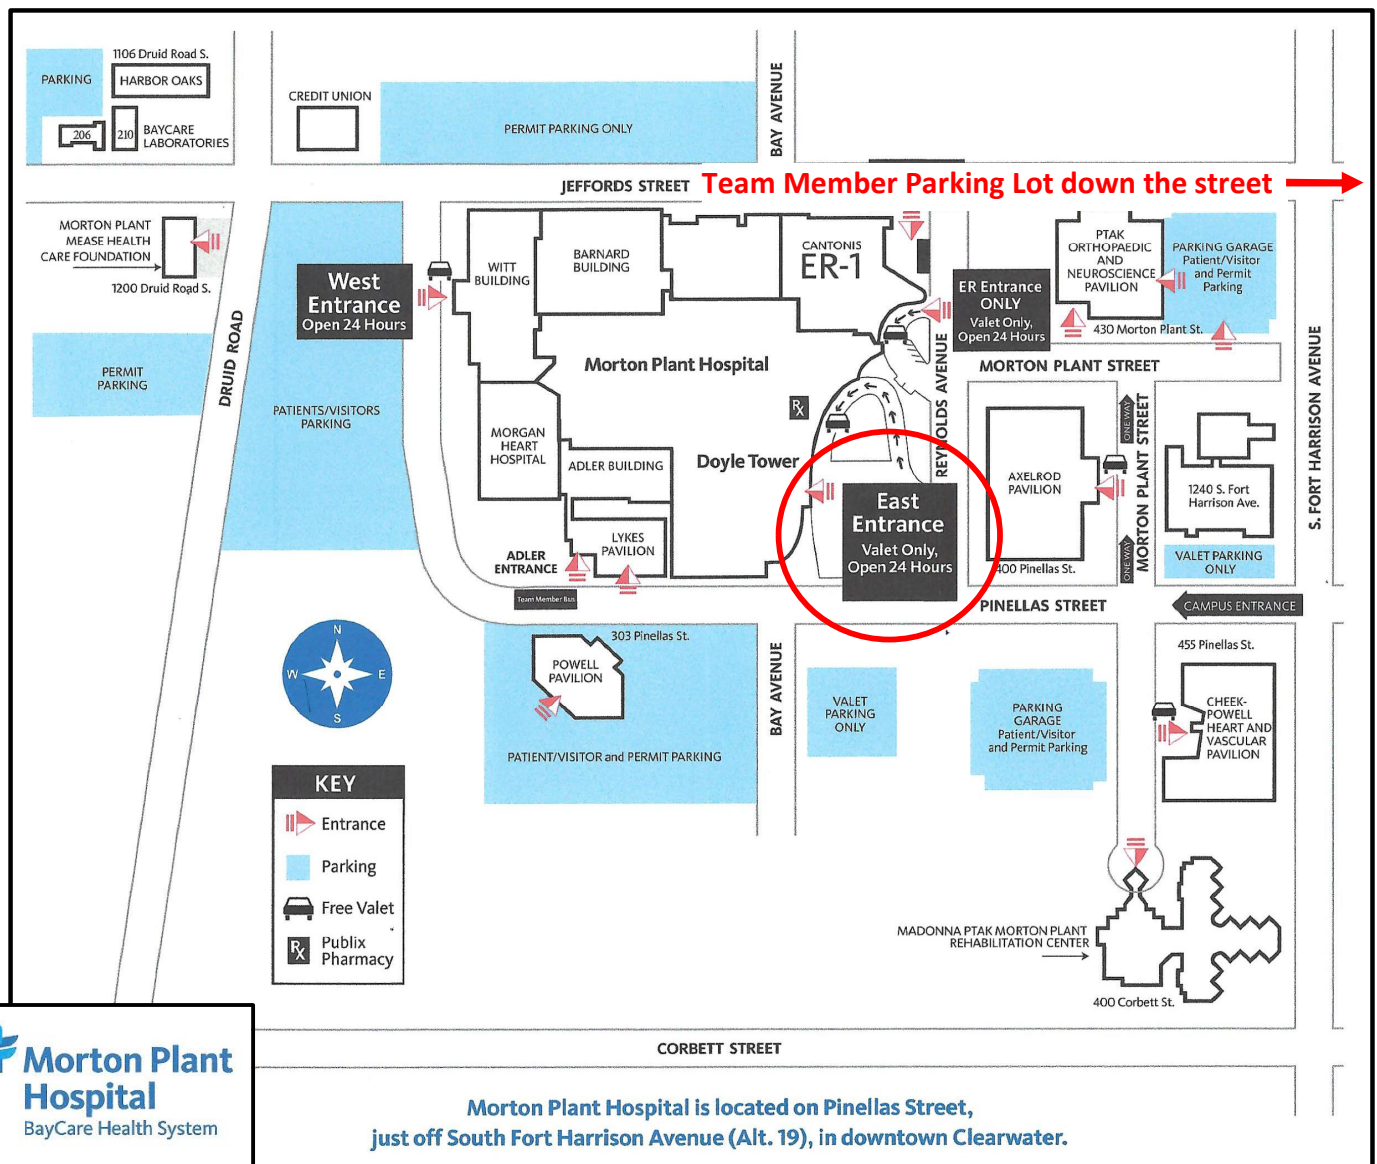 1106 Druid Road S.
PARKING
HARBOR OAKS
206
210
BAYCARE
LABORATORIES
CREDIT UNION
PERMIT PARKING ONLY
BAY AVENUE
JEFFORDS STREET
Team Member Parking Lot down the street
MORTON PLANT
MEASE HEALTH
CARE FOUNDATION
1200 Druid Road S.
West
Entrance
Open 24 Hours
WITT
BUILDING
BARNARD
BUILDING
CANTONIS
ER-1
ER Entrance
ONLY
Valet Only,
Open 24 Hours
PTAK
ORTHOPAEDIC
AND
NEUROSCIENCE
PAVILION
PARKING GARAGE
Patient/Visitor
and Permit
Parking
430 Morton Plant St.
PERMIT
PARKING
DRUID ROAD
PATIENTS/VISITORS
PARKING
Morton Plant Hospital
MORTON PLANT STREET
REYNOLDS AVENUE
S. FORT HARRISON AVENUE
Rx
MORGAN
HEART
HOSPITAL
ADLER BUILDING
Doyle Tower
East
Entrance
Valet Only,
Open 24 Hours
AXELROD
PAVILION
400 Pinellas St.
ONE WAY
MORTON PLANT STREET
ONE WAY
1240 S. Fort
Harrison Ave.
VALET PARKING
ONLY
LYKES
PAVILION
ADLER
ENTRANCE
Team Member Bus
PINELLAS STREET
CAMPUS ENTRANCE
N
W
E
S
303 Pinellas St.
POWELL
PAVILION
PATIENT/VISITOR and PERMIT PARKING
BAY AVENUE
VALET
PARKING
ONLY
PARKING
GARAGE
Patient/Visitor
and Permit Parking
455 Pinellas St.
CHEEK-
POWELL
HEART AND
VASCULAR
PAVILION
KEY
Entrance
Parking
Free Valet
Rx
Publix
Pharmacy
MADONNA PTAK MORTON PLANT
REHABILITATION CENTER
400 Corbett St.
CORBETT STREET
Morton Plant
Hospital
BayCare Health System
Morton Plant Hospital is located on Pinellas Street,
just off South Fort Harrison Avenue (Alt. 19), in downtown Clearwater.